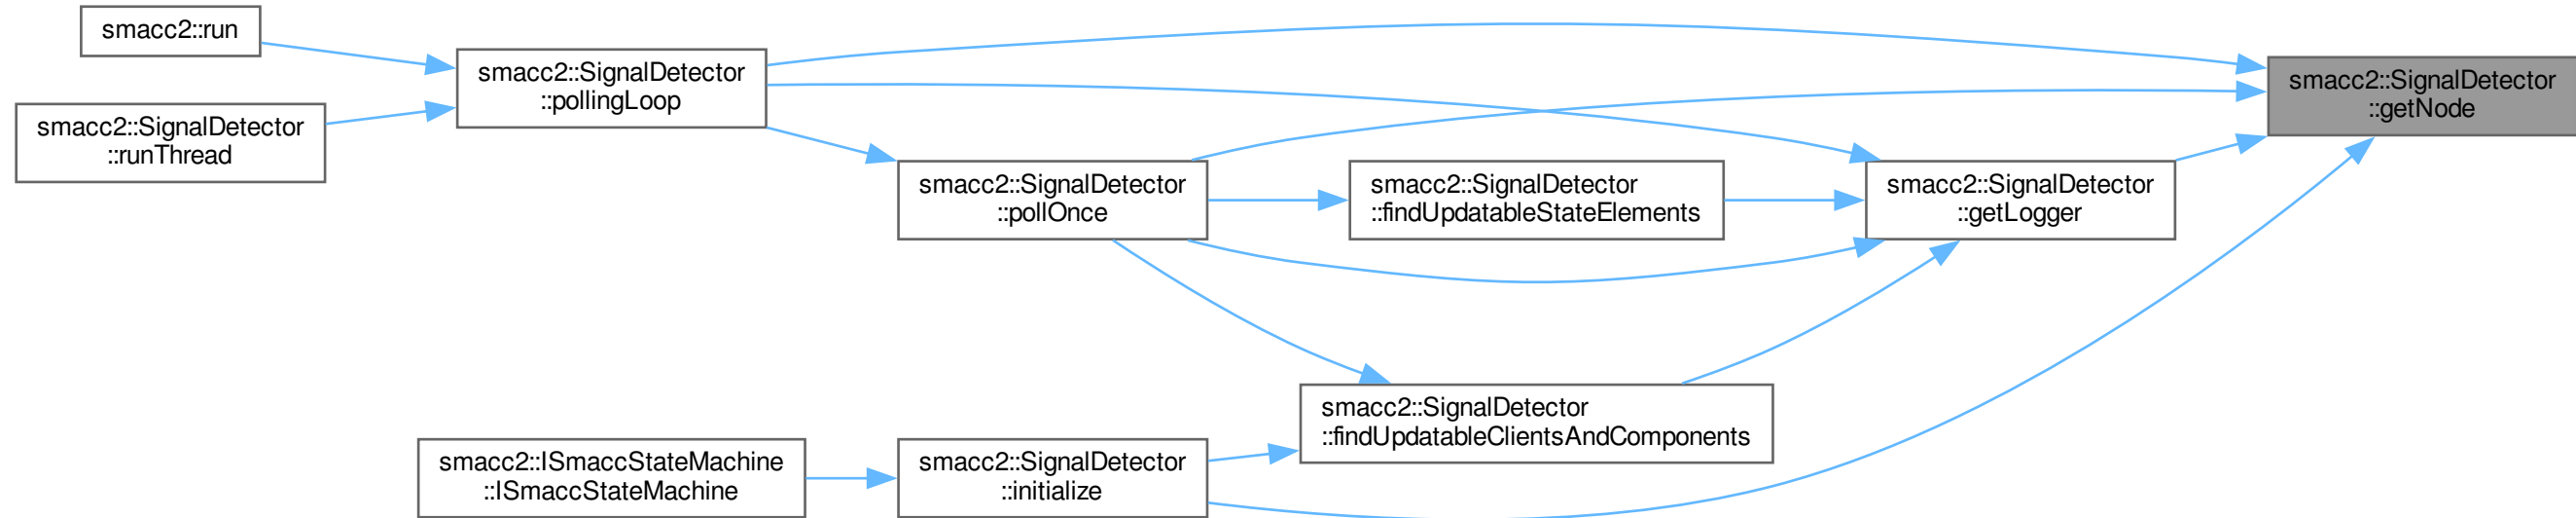 smacc2::run
smacc2::SignalDetector
::runThread
smacc2::SignalDetector
::pollingLoop
smacc2::SignalDetector
::pollOnce
smacc2::SignalDetector
::findUpdatableStateElements
smacc2::SignalDetector
::getLogger
smacc2::SignalDetector
::getNode
smacc2::SignalDetector
::findUpdatableClientsAndComponents
smacc2::ISmaccStateMachine
::ISmaccStateMachine
smacc2::SignalDetector
::initialize